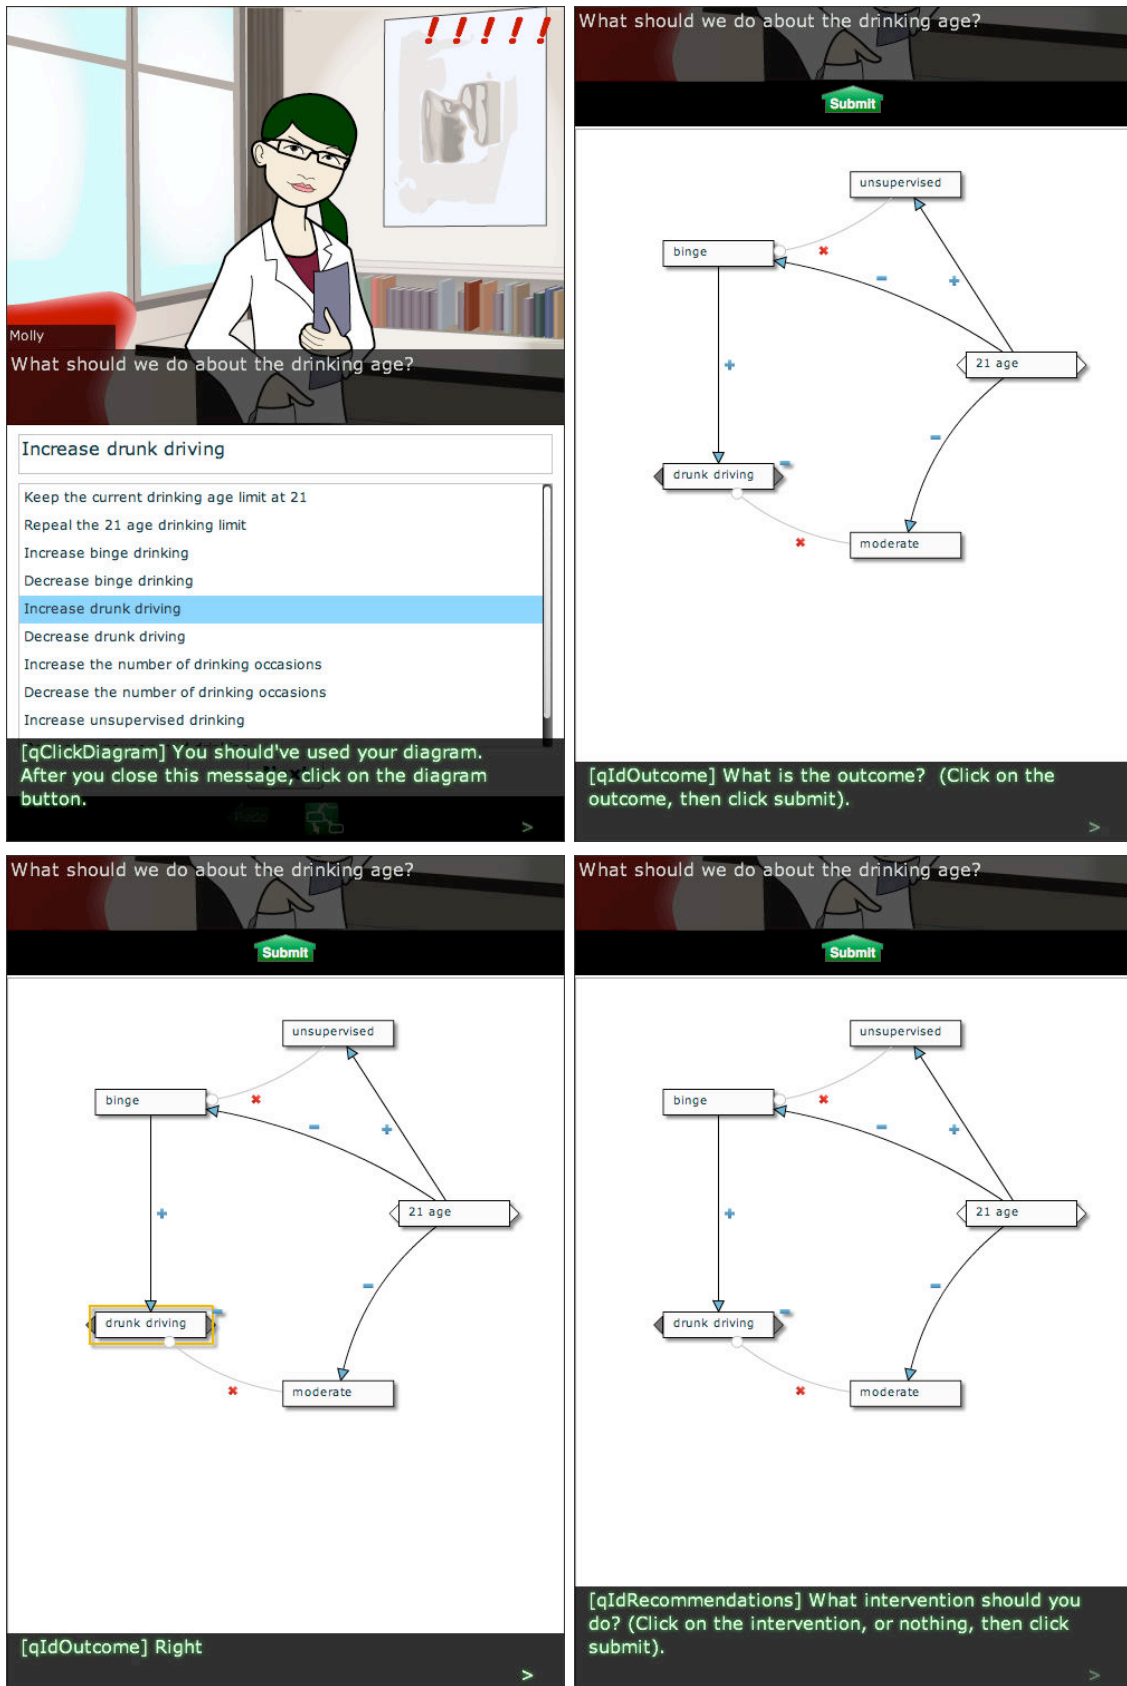 ! ! ! ! !
Molly
What should we do about the drinking age?
Increase drunk driving
Keep the current drinking age limit at 21
Repeal the 21 age drinking limit
Increase binge drinking
Decrease binge drinking
Increase drunk driving
Decrease drunk driving
Increase the number of drinking occasions
Decrease the number of drinking occasions
Increase unsupervised drinking
[qClickDiagram] You should've used your diagram.
After you close this message, click on the diagram
button.
>
What should we do about the drinking age?
Submit
unsupervised
binge
21 age
drunk driving
moderate
[qIdOutcome] What is the outcome? (Click on the
outcome, then click submit).
>
What should we do about the drinking age?
Submit
unsupervised
binge
21 age
drunk driving
moderate
[qIdOutcome] Right
>
What should we do about the drinking age?
Submit
unsupervised
binge
21 age
drunk driving
moderate
[qIdRecommendations] What intervention should you
do? (Click on the intervention, or nothing, then click
submit).
>